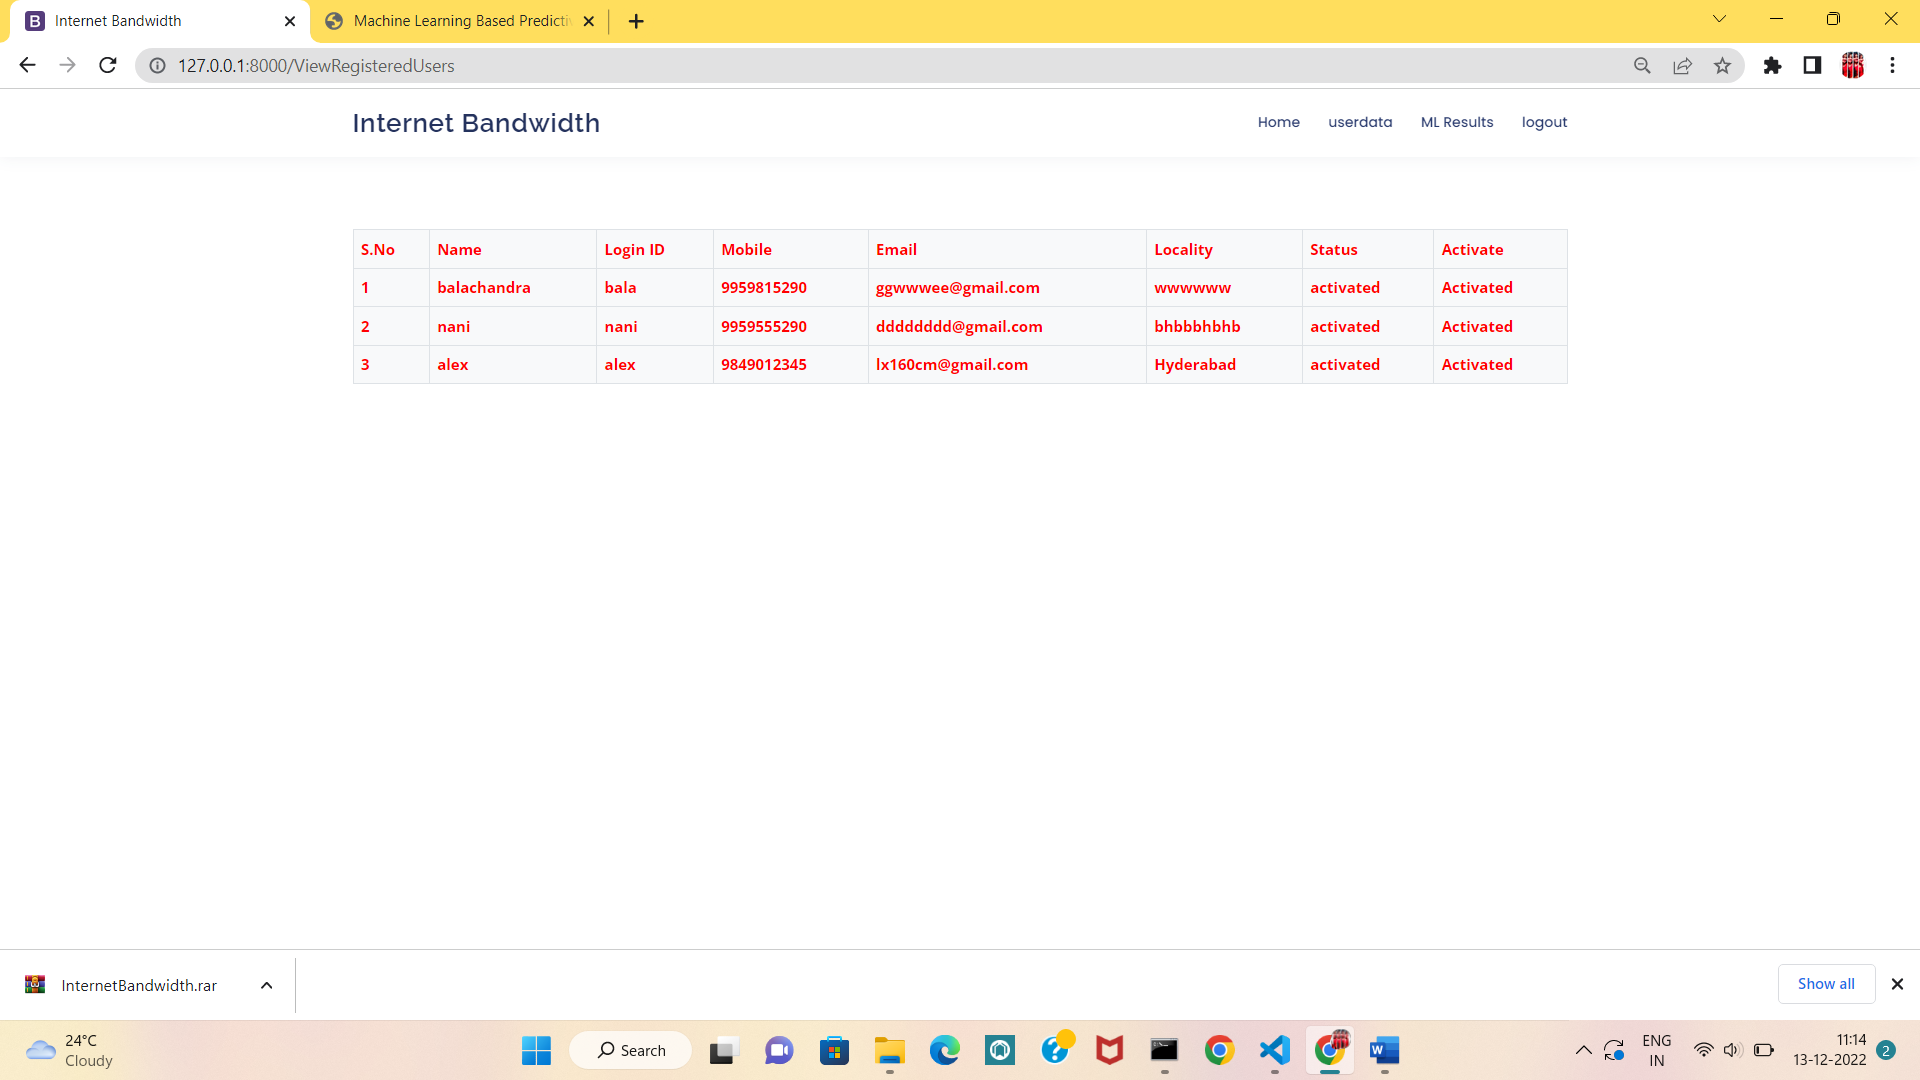 Internet Bandwidth
Machine Learning Based Predicti
127.0.0.1:8000/ViewRegisteredUsers
Internet Bandwidth
Home userdata ML Results logout
S.No Name Login ID Mobile Email Locality Status Activate
1 balachandra bala 9959815290 ggwwwee@gmail.com wwwwww activated Activated
2 nani nani 9959555290 dddddddd@gmail.com bhbbbhbhb activated Activated
3 alex alex 9849012345 lx160cm@gmail.com Hyderabad activated Activated
InternetBandwidth.rar
Show all
24°C
Cloudy
Search
ENG
IN
11:14
13-12-2022
2